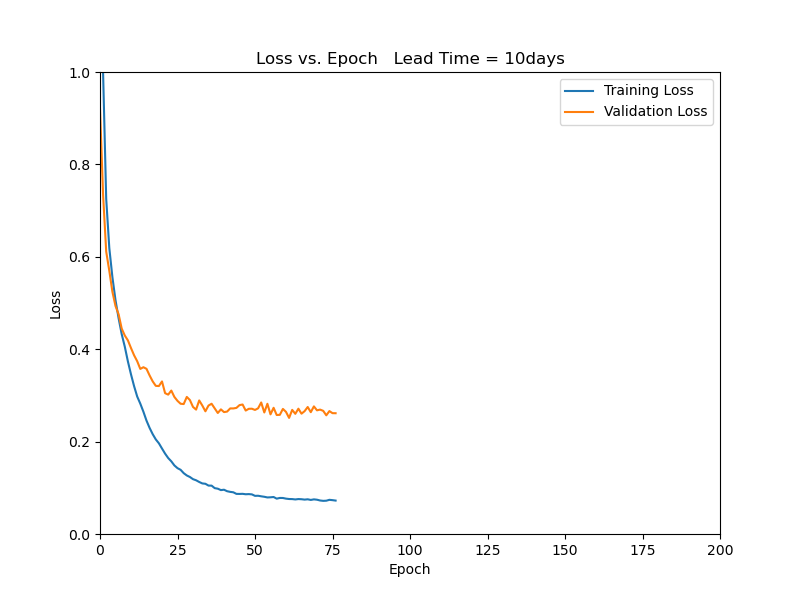 Loss vs. Epoch   Lead Time = 10days
Training Loss
Validation Loss
1.0
0.8
0.6
0.4
0.2
0.0
Loss
0 25 50 75 100 125 150 175 200
Epoch